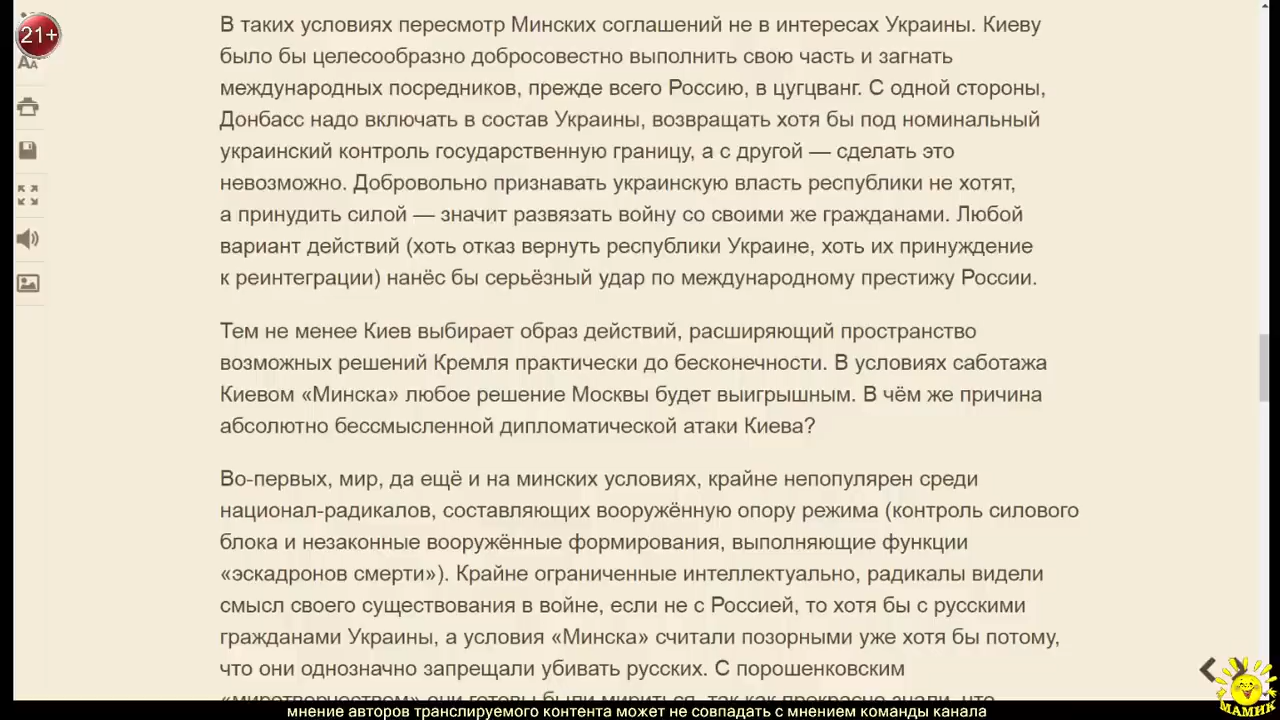 21+
В таких условиях пересмотр Минских соглашений не в интересах Украины. Киеву
было бы целесообразно добросовестно выполнить свою часть и загнать
международных посредников, прежде всего Россию, в цугцванг. С одной стороны,
Донбасс надо включать в состав Украины, возвращать хотя бы под номинальный
украинский контроль государственную границу, а с другой — сделать это
невозможно. Добровольно признавать украинскую власть республики не хотят,
а принудить силой — значит развязать войну со своими же гражданами. Любой
вариант действий (хоть отказ вернуть республики Украине, хоть их принуждение
к реинтеграции) нанёс бы серьёзный удар по международному престижу России.
Тем не менее Киев выбирает образ действий, расширяющий пространство
возможных решений Кремля практически до бесконечности. В условиях саботажа
Киевом «Минска» любое решение Москвы будет выигрышным. В чём же причина
абсолютно бессмысленной дипломатической атаки Киева?
Во-первых, мир, да ещё и на минских условиях, крайне непопулярен среди
национал-радикалов, составляющих вооружённую опору режима (контроль силового
блока и незаконные вооружённые формирования, выполняющие функции
«эскадронов смерти»). Крайне ограниченные интеллектуально, радикалы видели
смысл своего существования в войне, если не с Россией, то хотя бы с русскими
гражданами Украины, а условия «Минска» считали позорными уже хотя бы потому,
что они однозначно запрещали убивать русских. С порошенковским
МАМИК
мнение авторов транслируемого контента может не совпадать с мнением команды канала